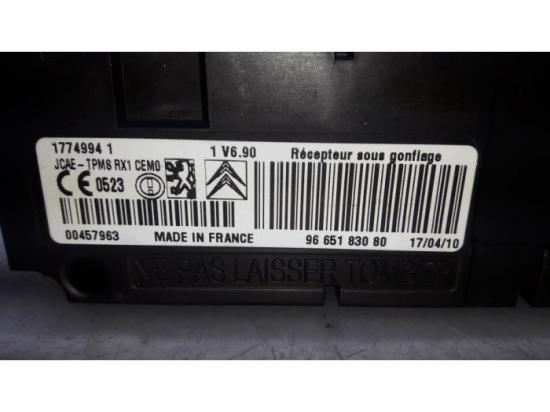 1774994 1 1 V6.90 Récepteur sous gonflage
JCAE-TPMS RX1 CEM0
CE 0523
00457963 MADE IN FRANCE 96 651 830 80 17/04/10
NE PAS LAISSER TOMBER